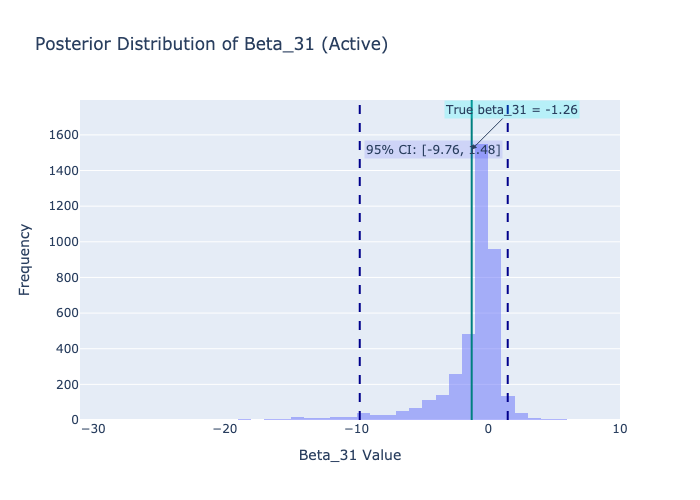 Posterior Distribution of Beta_31 (Active)
True beta_31 = -1.26
95% CI: [-9.76, 1.48]
1600
1400
1200
1000
800
600
400
200
0
−30
−20
−10
0
10
Frequency
Beta_31 Value